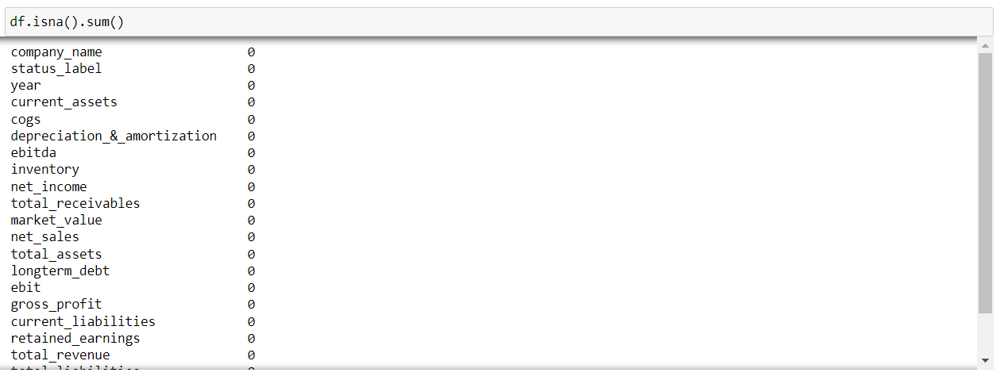 df.isna().sum()
company_name 0
status_label 0
year 0
current_assets 0
cogs 0
depreciation_&_amortization 0
ebitda 0
inventory 0
net_income 0
total_receivables 0
market_value 0
net_sales 0
total_assets 0
longterm_debt 0
ebit 0
gross_profit 0
current_liabilities 0
retained_earnings 0
total_revenue 0
total_liabilities 0